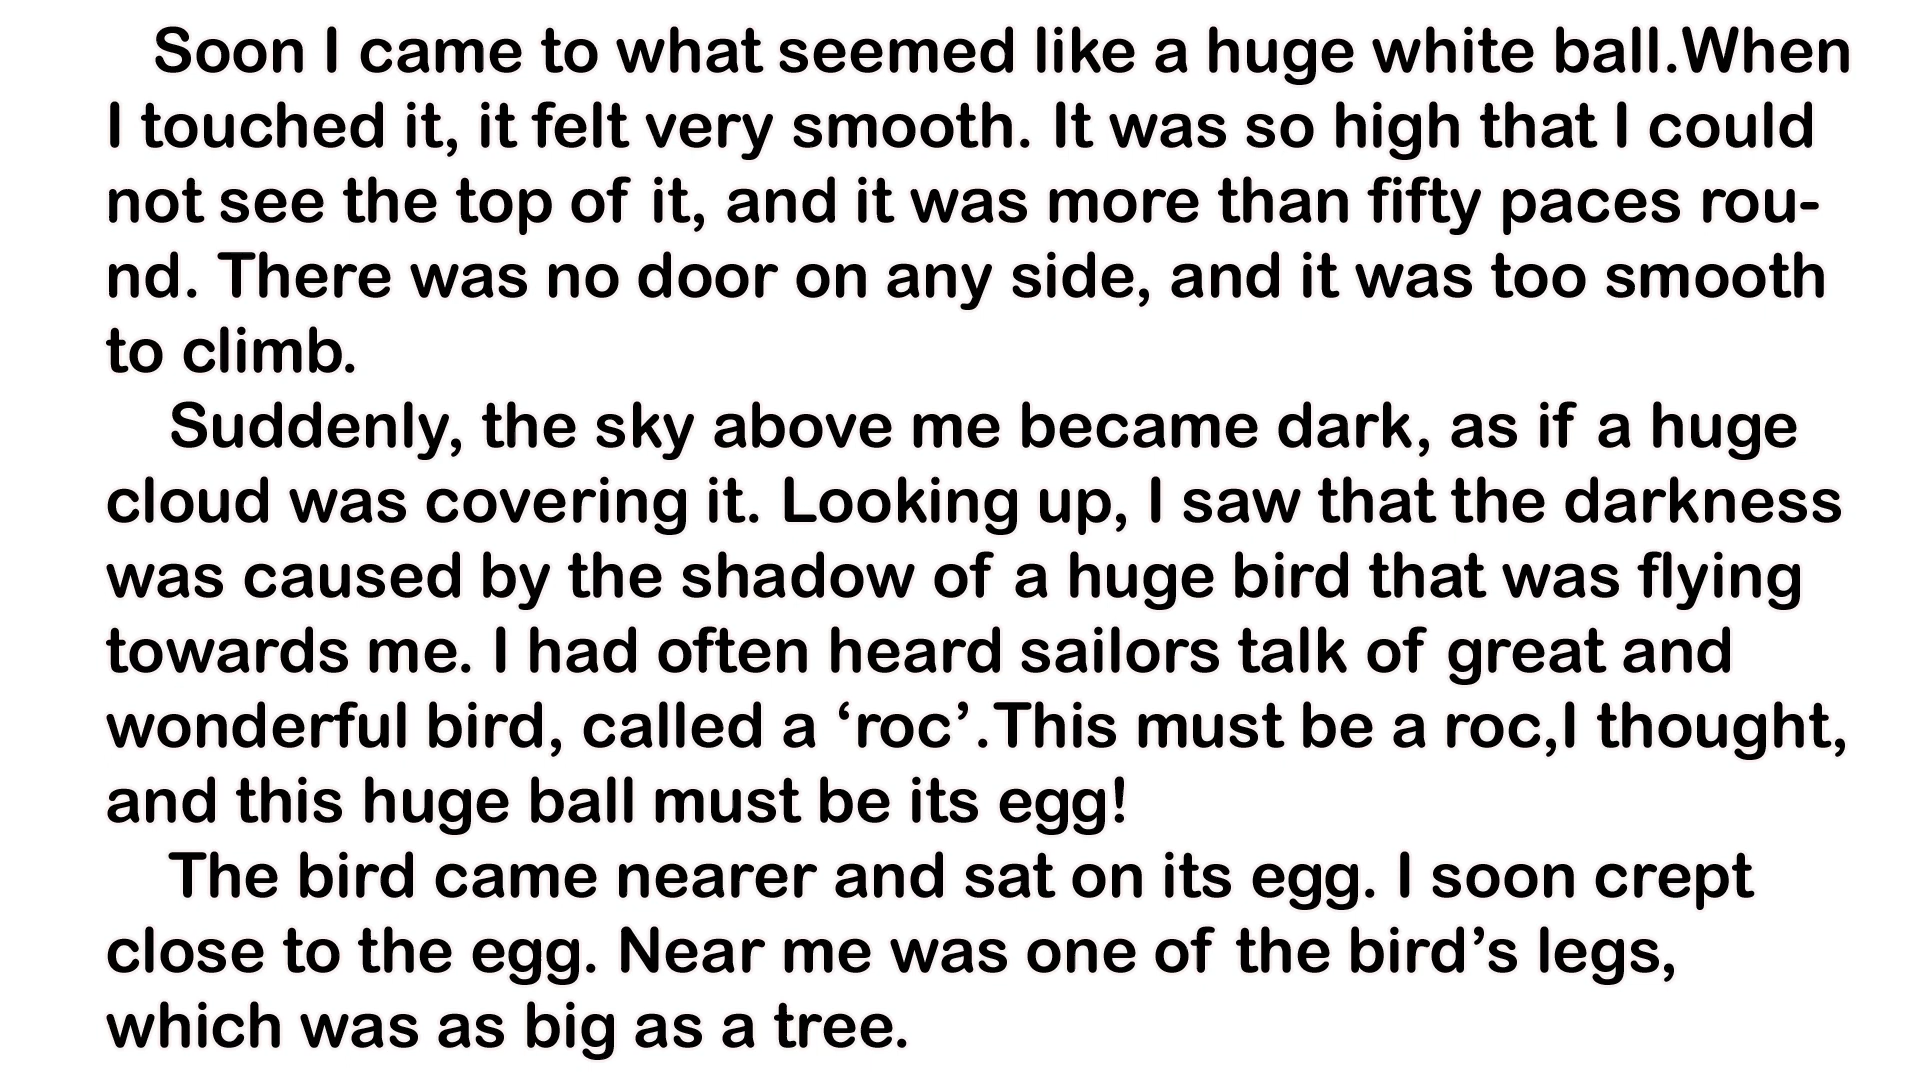 Soon I came to what seemed like a huge white ball.When
I touched it, it felt very smooth. It was so high that I could
not see the top of it, and it was more than fifty paces rou-
nd. There was no door on any side, and it was too smooth
to climb.
Suddenly, the sky above me became dark, as if a huge
cloud was covering it. Looking up, I saw that the darkness
was caused by the shadow of a huge bird that was flying
towards me. I had often heard sailors talk of great and
wonderful bird, called a ‘roc’.This must be a roc,I thought,
and this huge ball must be its egg!
The bird came nearer and sat on its egg. I soon crept
close to the egg. Near me was one of the bird’s legs,
which was as big as a tree.